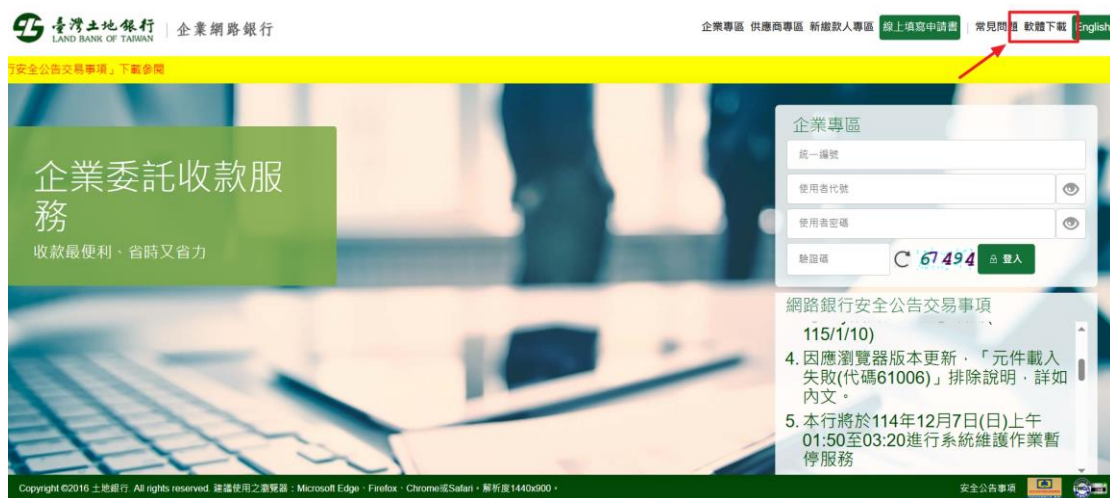 臺灣土地銀行
LAND BANK OF TAIWAN
企業網路銀行
企業專區 供應商專區 新繳款人專區 線上填寫申請書 常見問題 軟體下載 English
行安全公告交易事項」下載參閱
企業委託收款服
務
收款最便利、省時又省力
企業專區
統一編號
使用者代號
使用者密碼
驗證碼
67494
登入
網路銀行安全公告交易事項
115/1/10)
4. 因應瀏覽器版本更新，「元件載入
失敗(代碼61006)」排除說明，詳如
內文。
5. 本行將於114年12月7日(日)上午
01:50至03:20進行系統維護作業暫
停服務
Copyright ©2016 土地銀行. All rights reserved. 建議使用之瀏覽器：Microsoft Edge、Firefox、Chrome或Safari，解析度1440x900。
安全公告事項